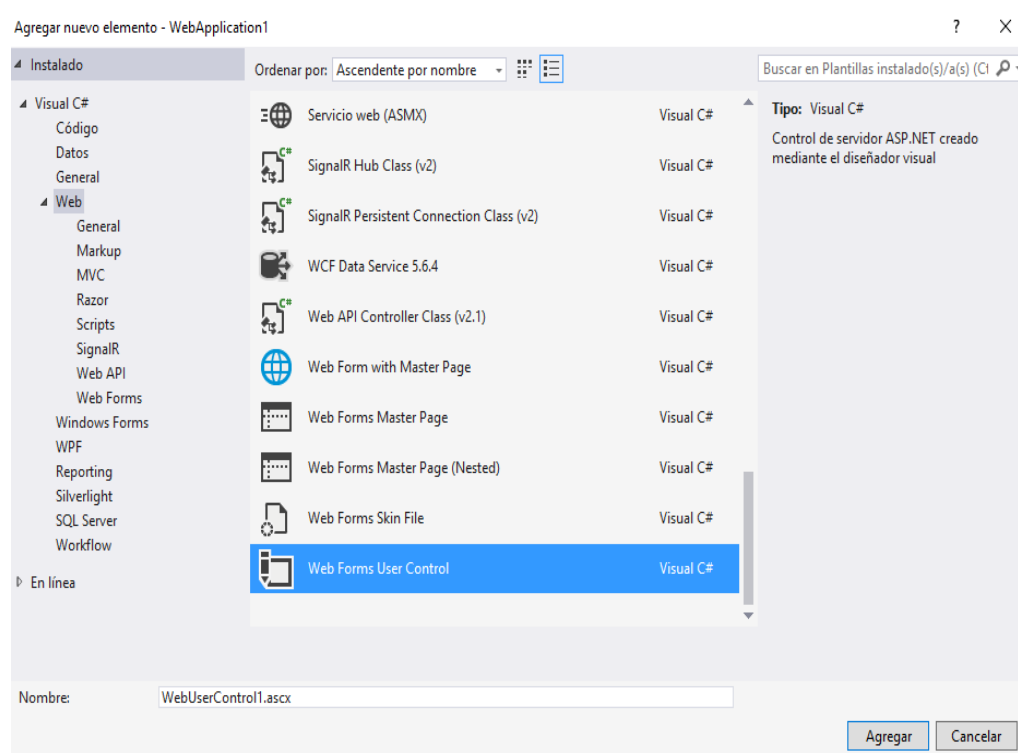 Agregar nuevo elemento - WebApplication1
?
Instalado
Ordenar por: Ascendente por nombre
Visual C#
Código
Datos
General
Web
General
Markup
MVC
Razor
Scripts
SignalR
Web API
Web Forms
Windows Forms
WPF
Reporting
Silverlight
SQL Server
Workflow
En línea
Servicio web (ASMX) Visual C#
SignalR Hub Class (v2) Visual C#
SignalR Persistent Connection Class (v2) Visual C#
WCF Data Service 5.6.4 Visual C#
Web API Controller Class (v2.1) Visual C#
Web Form with Master Page Visual C#
Web Forms Master Page Visual C#
Web Forms Master Page (Nested) Visual C#
Web Forms Skin File Visual C#
Web Forms User Control Visual C#
Buscar en Plantillas instalado(s)/a(s) (Ct
Tipo: Visual C#
Control de servidor ASP.NET creado
mediante el diseñador visual
Nombre: WebUserControl1.ascx
Agregar Cancelar